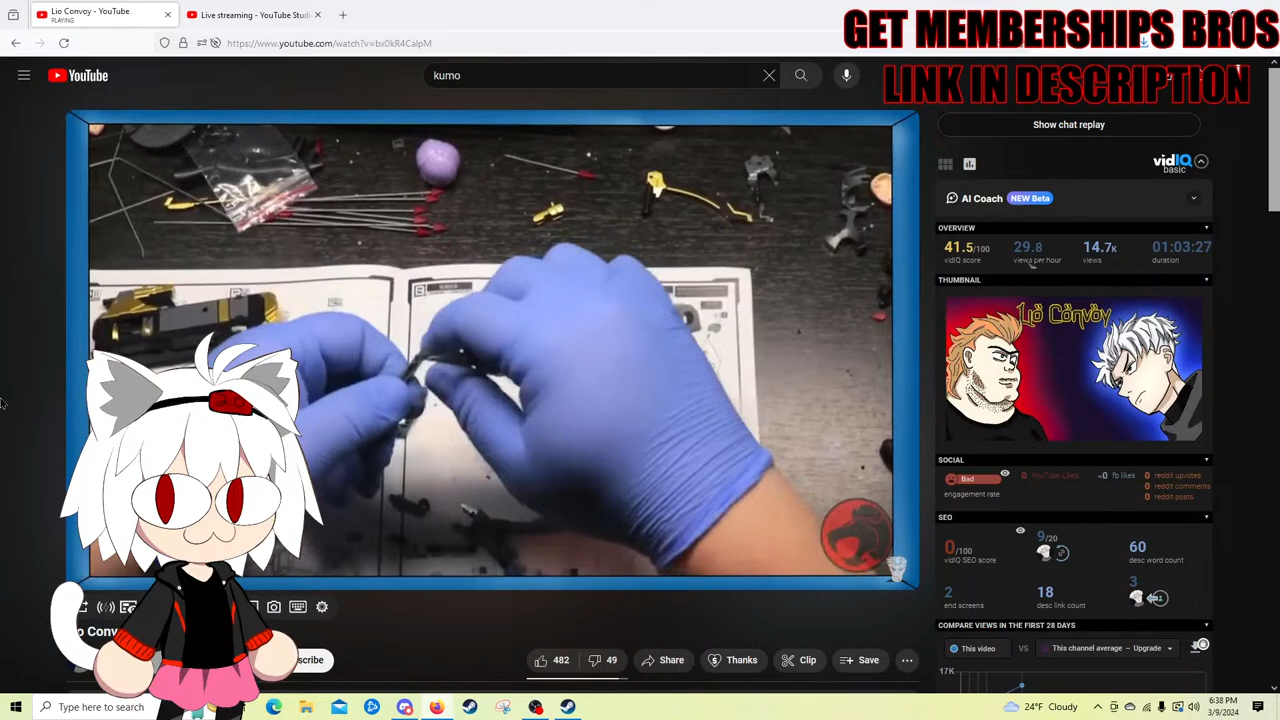 Lio Convoy - YouTube
PLAYING
Live streaming - YouTube Studi
https://www.youtube.com/watch?v=bx0kR4CalpM
GET MEMBERSHIPS BROS
LINK IN DESCRIPTION
YouTube
kumo
Show chat replay
vidIQ
basic
AI Coach NEW Beta
OVERVIEW
41.5/100 29.8 14.7K 01:03:27
vidIQ score views per hour views duration
THUMBNAIL
Lio Convoy
SOCIAL
Bad 0 YouTube Likes ≈0 fb likes 0 reddit upvotes
0 reddit comments
engagement rate 0 reddit posts
SEO
0/100 9/20 60
vidIQ SEO score desc word count
2 18 3
end screens desc link count
COMPARE VIEWS IN THE FIRST 28 DAYS
This video VS This channel average – Upgrade
17K
482 49 Share Thanks Clip Save
Type here to search
24°F Cloudy
6:38 PM
3/9/2024